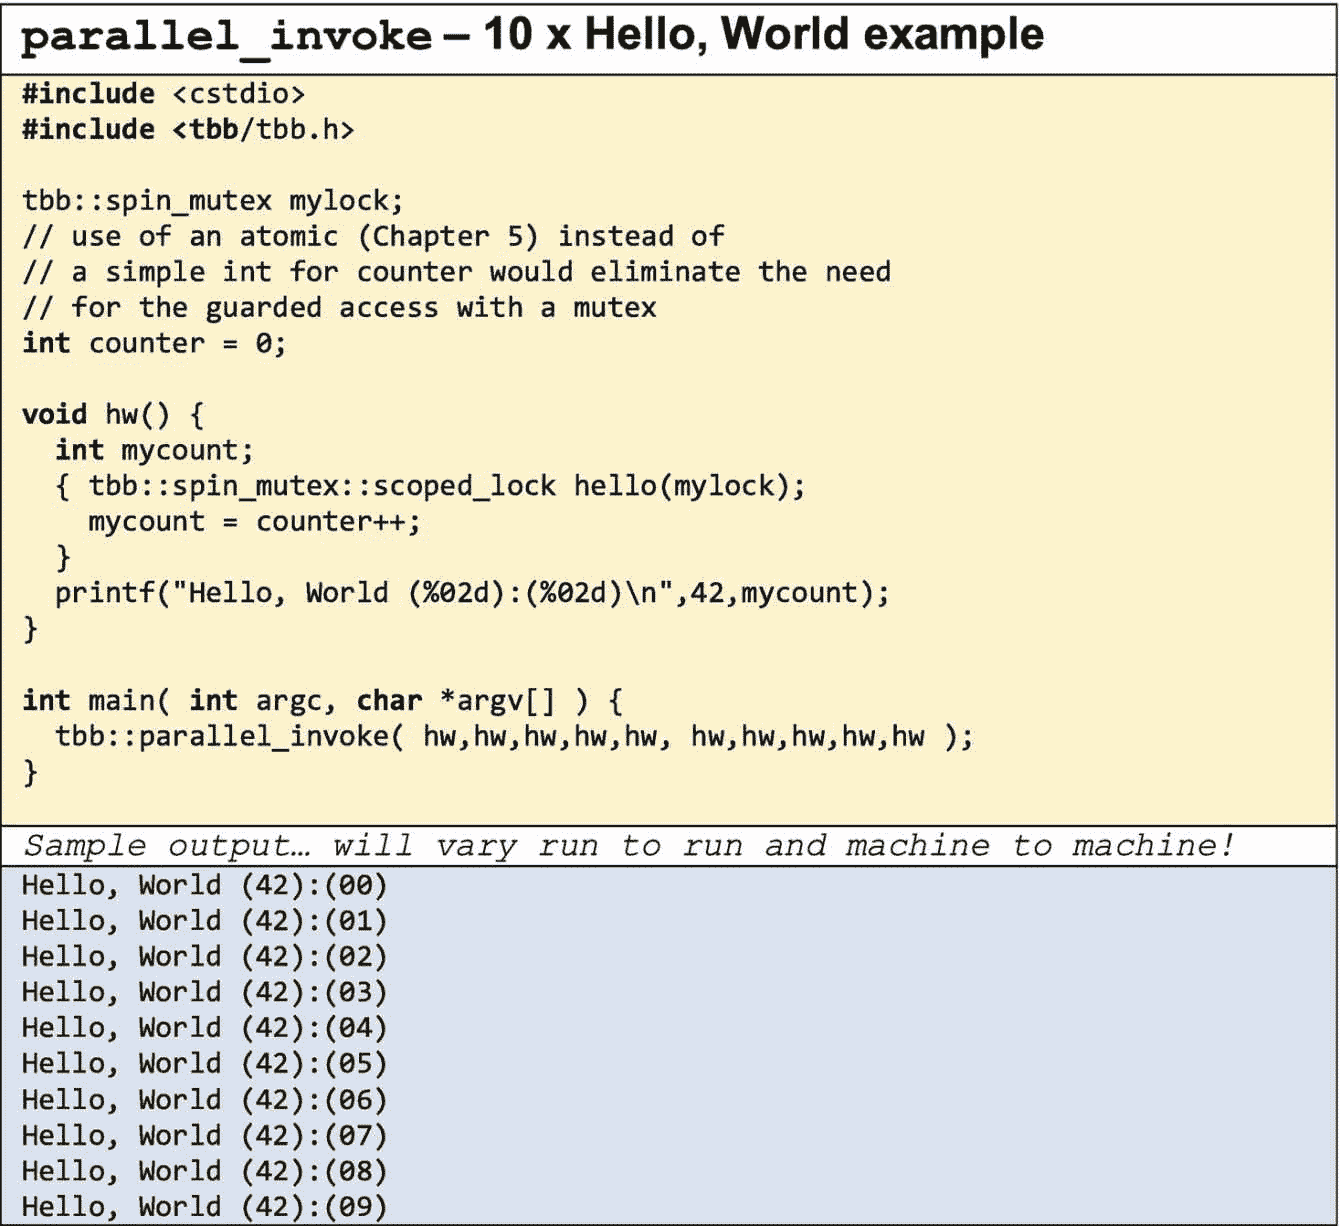 parallel_invoke – 10 x Hello, World example
#include <cstdio>
#include <tbb/tbb.h>
tbb::spin_mutex mylock;
// use of an atomic (Chapter 5) instead of
// a simple int for counter would eliminate the need
// for the guarded access with a mutex
int counter = 0;
void hw() {
  int mycount;
  { tbb::spin_mutex::scoped_lock hello(mylock);
    mycount = counter++;
  }
  printf("Hello, World (%02d):(%02d)\n",42,mycount);
}
int main( int argc, char *argv[] ) {
  tbb::parallel_invoke( hw,hw,hw,hw,hw, hw,hw,hw,hw,hw );
}
Sample output… will vary run to run and machine to machine!
Hello, World (42):(00)
Hello, World (42):(01)
Hello, World (42):(02)
Hello, World (42):(03)
Hello, World (42):(04)
Hello, World (42):(05)
Hello, World (42):(06)
Hello, World (42):(07)
Hello, World (42):(08)
Hello, World (42):(09)